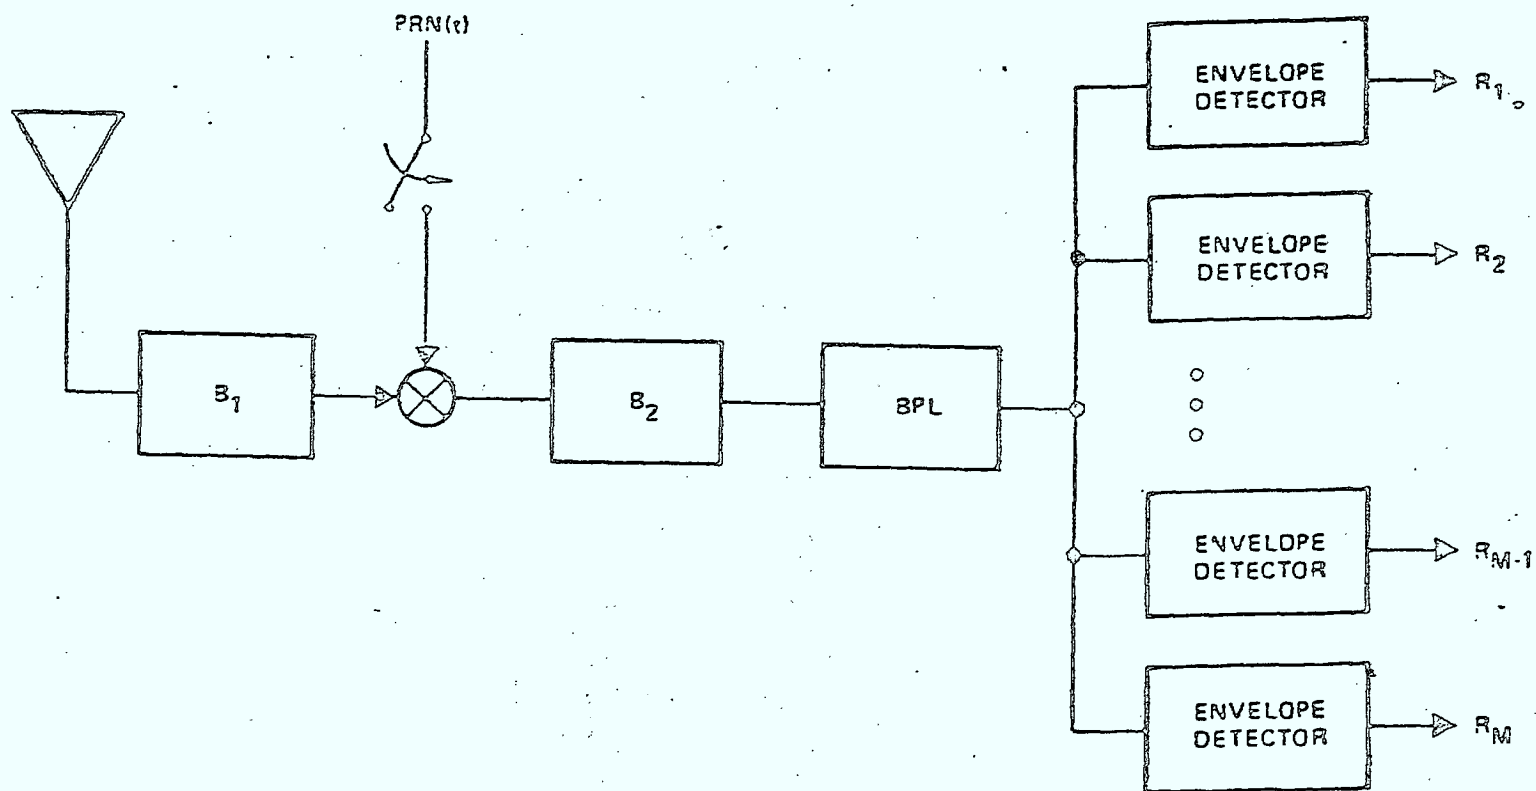 PRN(t)
ENVELOPE
DETECTOR
R1
ENVELOPE
DETECTOR
R2
B1
B2
BPL
ENVELOPE
DETECTOR
RM-1
ENVELOPE
DETECTOR
RM